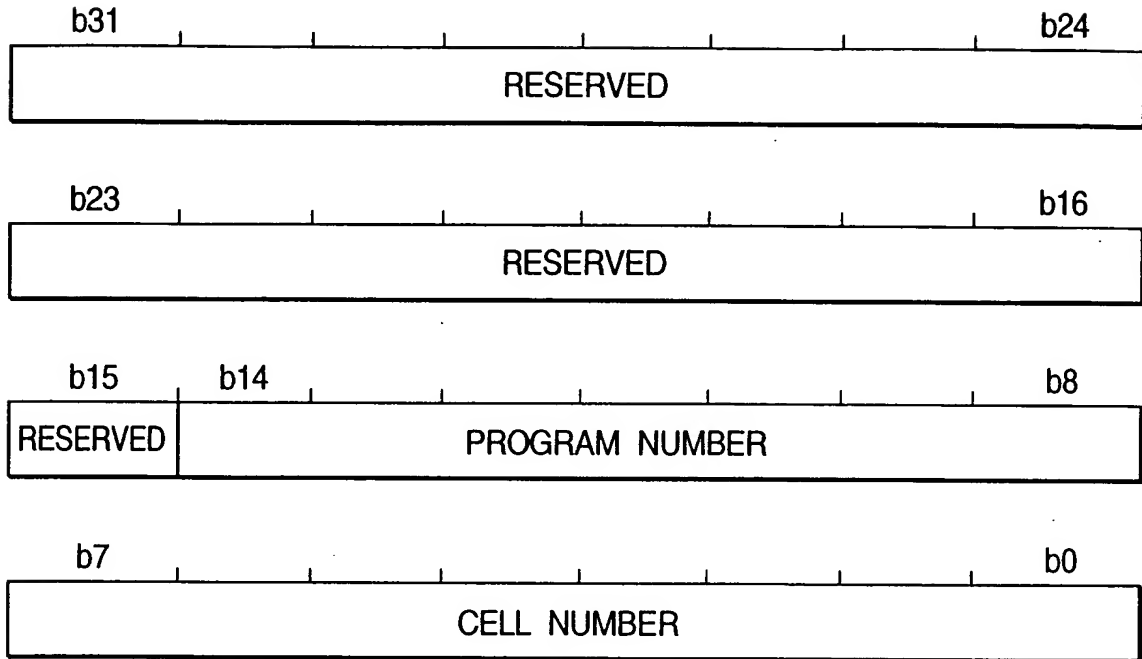 b31 b24
RESERVED
b23 b16
RESERVED
b15 b14 b8
RESERVED PROGRAM NUMBER
b7 b0
CELL NUMBER